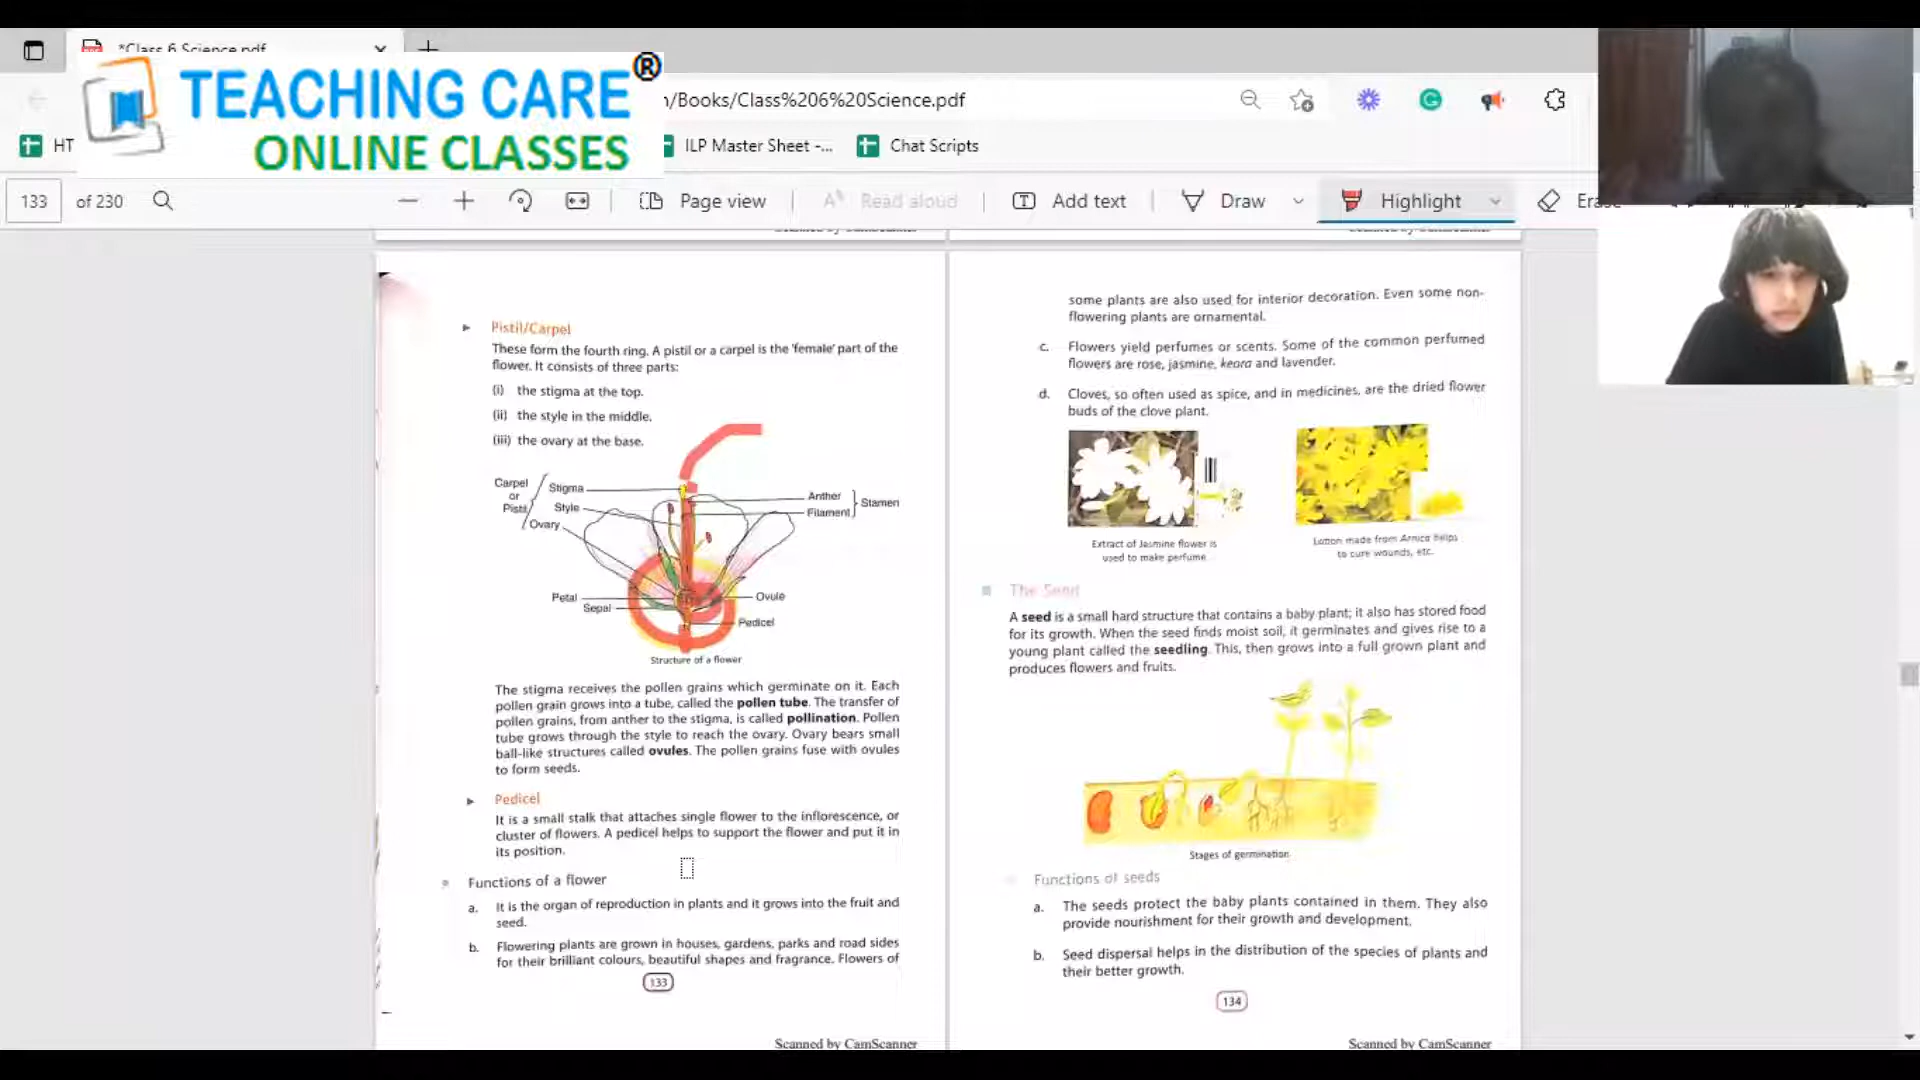 *Class 6 Science.pdf
TEACHING CARE®
ONLINE CLASSES
/Books/Class%206%20Science.pdf
HT
ILP Master Sheet -...
Chat Scripts
133 of 230
Page view
Read aloud
Add text
Draw
Highlight
Scanned by CamScanner
Scanned by CamScanner
Pistil/Carpel
These form the fourth ring. A pistil or a carpel is the 'female' part of the
flower. It consists of three parts:
(i) the stigma at the top.
(ii) the style in the middle.
(iii) the ovary at the base.
Carpel
or
Pistil
Stigma
Style
Ovary
Anther
Filament
Stamen
Petal
Sepal
Ovule
Pedicel
Structure of a flower
The stigma receives the pollen grains which germinate on it. Each
pollen grain grows into a tube, called the pollen tube. The transfer of
pollen grains, from anther to the stigma, is called pollination. Pollen
tube grows through the style to reach the ovary. Ovary bears small
ball-like structures called ovules. The pollen grains fuse with ovules
to form seeds.
Pedicel
It is a small stalk that attaches single flower to the inflorescence, or
cluster of flowers. A pedicel helps to support the flower and put it in
its position.
Functions of a flower
a. It is the organ of reproduction in plants and it grows into the fruit and
seed.
b. Flowering plants are grown in houses, gardens, parks and road sides
for their brilliant colours, beautiful shapes and fragrance. Flowers of
133
Scanned by CamScanner
some plants are also used for interior decoration. Even some non-
flowering plants are ornamental.
c. Flowers yield perfumes or scents. Some of the common perfumed
flowers are rose, jasmine, keora and lavender.
d. Cloves, so often used as spice, and in medicines, are the dried flower
buds of the clove plant.
Extract of Jasmine flower is
used to make perfume
Lotion made from Arnica helps
to cure wounds, etc.
The Seed
A seed is a small hard structure that contains a baby plant; it also has stored food
for its growth. When the seed finds moist soil, it germinates and gives rise to a
young plant called the seedling. This, then grows into a full grown plant and
produces flowers and fruits.
Stages of germination
Functions of seeds
a. The seeds protect the baby plants contained in them. They also
provide nourishment for their growth and development.
b. Seed dispersal helps in the distribution of the species of plants and
their better growth.
134
Scanned by CamScanner